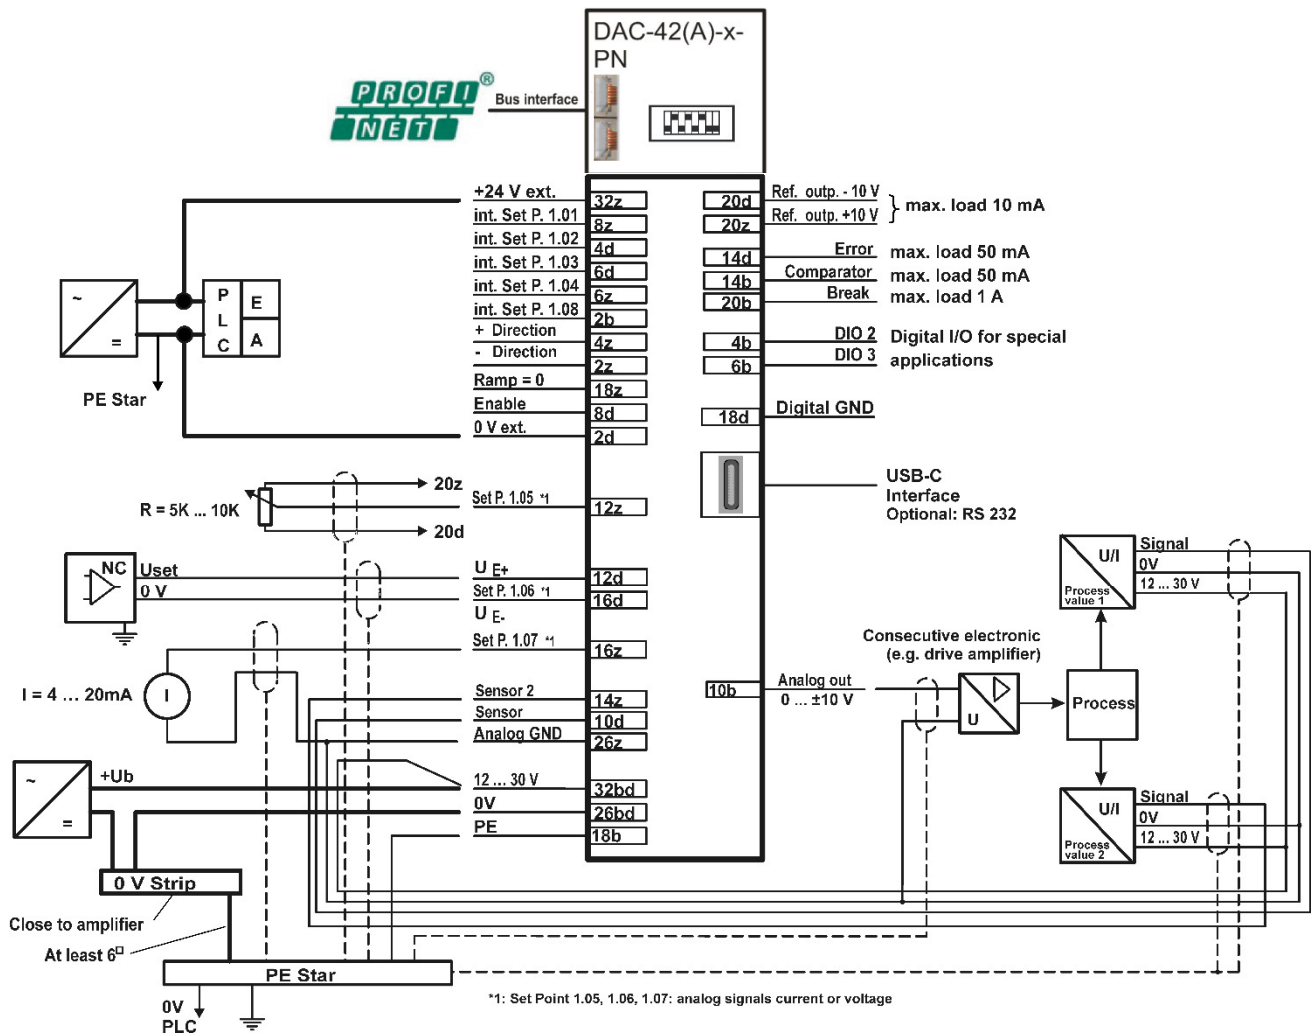 DAC-42(A)-x-
PN
PROFI®
NET
Bus interface
+24 V ext.
32z
int. Set P. 1.01
8z
int. Set P. 1.02
4d
int. Set P. 1.03
6d
int. Set P. 1.04
6z
int. Set P. 1.08
2b
+ Direction
4z
- Direction
2z
Ramp = 0
18z
Enable
8d
0 V ext.
2d
~
=
P
L
C
E
A
PE Star
20d
Ref. outp. - 10 V
20z
Ref. outp. +10 V
max. load 10 mA
14d
Error
max. load 50 mA
14b
Comparator
max. load 50 mA
20b
Break
max. load 1 A
4b
DIO 2
6b
DIO 3
Digital I/O for special
applications
18d
Digital GND
USB-C
Interface
Optional: RS 232
R = 5K ... 10K
20z
20d
Set P. 1.05 *1
12z
NC
Uset
0 V
U E+
12d
Set P. 1.06 *1
16d
U E-
Set P. 1.07 *1
16z
I = 4 ... 20mA
I
Sensor 2
14z
Sensor
10d
Analog GND
26z
~
=
+Ub
12 ... 30 V
32bd
0V
26bd
PE
18b
0 V Strip
Close to amplifier
At least 6□
PE Star
0V
PLC
10b
Analog out
0 ... ±10 V
Consecutive electronic
(e.g. drive amplifier)
U
Process
U/I
Process
value 1
Signal
0V
12 ... 30 V
U/I
Process
value 2
Signal
0V
12 ... 30 V
*1: Set Point 1.05, 1.06, 1.07: analog signals current or voltage